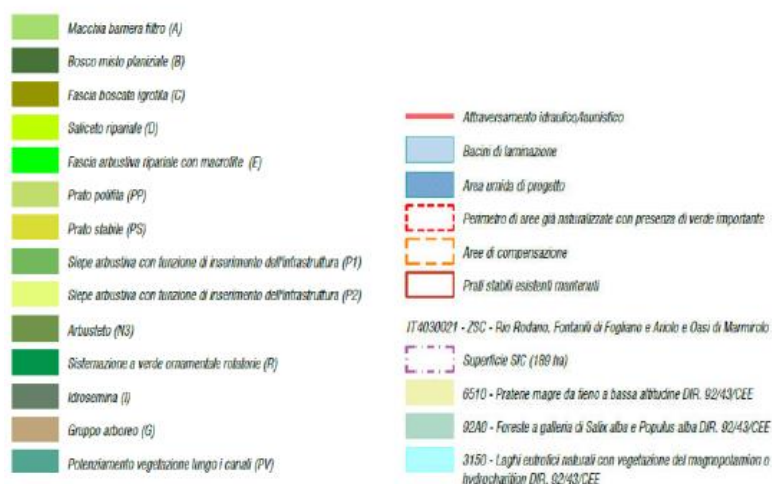 Macchia barriera filtro (A)
Bosco misto planiziale (B)
Fascia boscata igrofila (C)
Saliceto ripariale (D)
Fascia arbustiva ripariale con macrofite (E)
Prato polifita (PP)
Prato stabile (PS)
Siepe arbustiva con funzione di inserimento dell'infrastruttura (P1)
Siepe arbustiva con funzione di inserimento dell'infrastruttura (P2)
Arbusteto (N3)
Sistemazione a verde ornamentale rotatorie (R)
Idrosemina (I)
Gruppo arboreo (G)
Potenziamento vegetazione lungo i canali (PV)
Attraversamento idraulico/faunistico
Bacini di laminazione
Area umida di progetto
Perimetro di aree già naturalizzate con presenza di verde importante
Aree di compensazione
Prati stabili esistenti mantenuti
IT4030021 - ZSC - Rio Rodano, Fontanili di Fogliano e Ariolo e Oasi di Marmirolo
Superficie SIC (189 ha)
6510 - Praterie magre da fieno a bassa altitudine DIR. 92/43/CEE
92A0 - Foreste a galleria di Salix alba e Populus alba DIR. 92/43/CEE
3150 - Laghi eutrofici naturali con vegetazione del magnopotamion o
hydrocharition DIR. 92/43/CEE